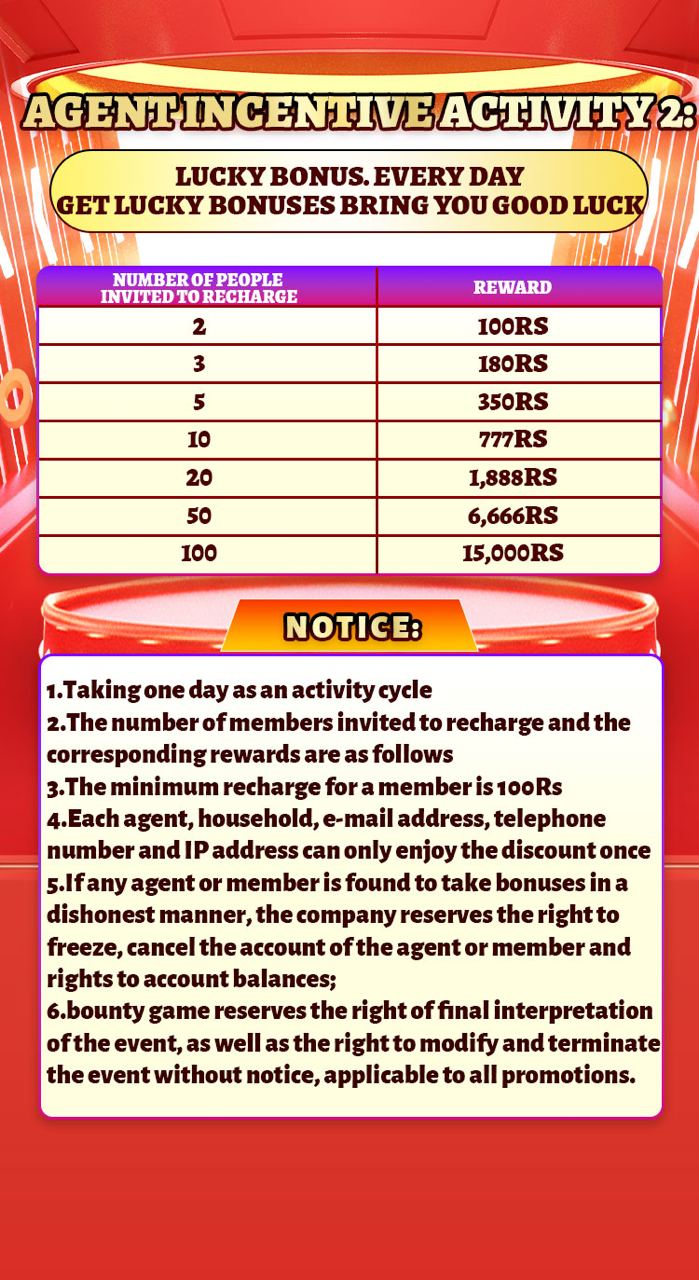 AGENT INCENTIVE ACTIVITY 2:
LUCKY BONUS. EVERY DAY
GET LUCKY BONUSES BRING YOU GOOD LUCK
NUMBER OF PEOPLE
INVITED TO RECHARGE
REWARD
2 100RS
3 180RS
5 350RS
10 777RS
20 1,888RS
50 6,666RS
100 15,000RS
NOTICE:
1.Taking one day as an activity cycle
2.The number of members invited to recharge and the
corresponding rewards are as follows
3.The minimum recharge for a member is 100Rs
4.Each agent, household, e-mail address, telephone
number and IP address can only enjoy the discount once
5.If any agent or member is found to take bonuses in a
dishonest manner, the company reserves the right to
freeze, cancel the account of the agent or member and
rights to account balances;
6.bounty game reserves the right of final interpretation
of the event, as well as the right to modify and terminate
the event without notice, applicable to all promotions.